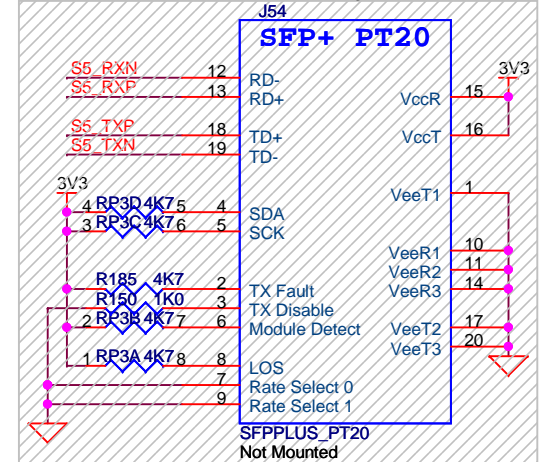 J54
SFP+ PT20
S5_RXN 12 RD-
S5_RXP 13 RD+
3V3
VccR 15
S5_TXP 18 TD+
VccT 16
S5_TXN 19 TD-
3V3
VeeT1 1
4 RP3D 4K7 5 4 SDA
3 RP3C 4K7 6 5 SCK
VeeR1 10
VeeR2 11
R185 4K7 2 TX Fault
VeeR3 14
R150 1K0 3 TX Disable
2 RP3B 4K7 7 6 Module Detect
VeeT2 17
VeeT3 20
1 RP3A 4K7 8 8 LOS
7 Rate Select 0
9 Rate Select 1
SFPPLUS_PT20
Not Mounted